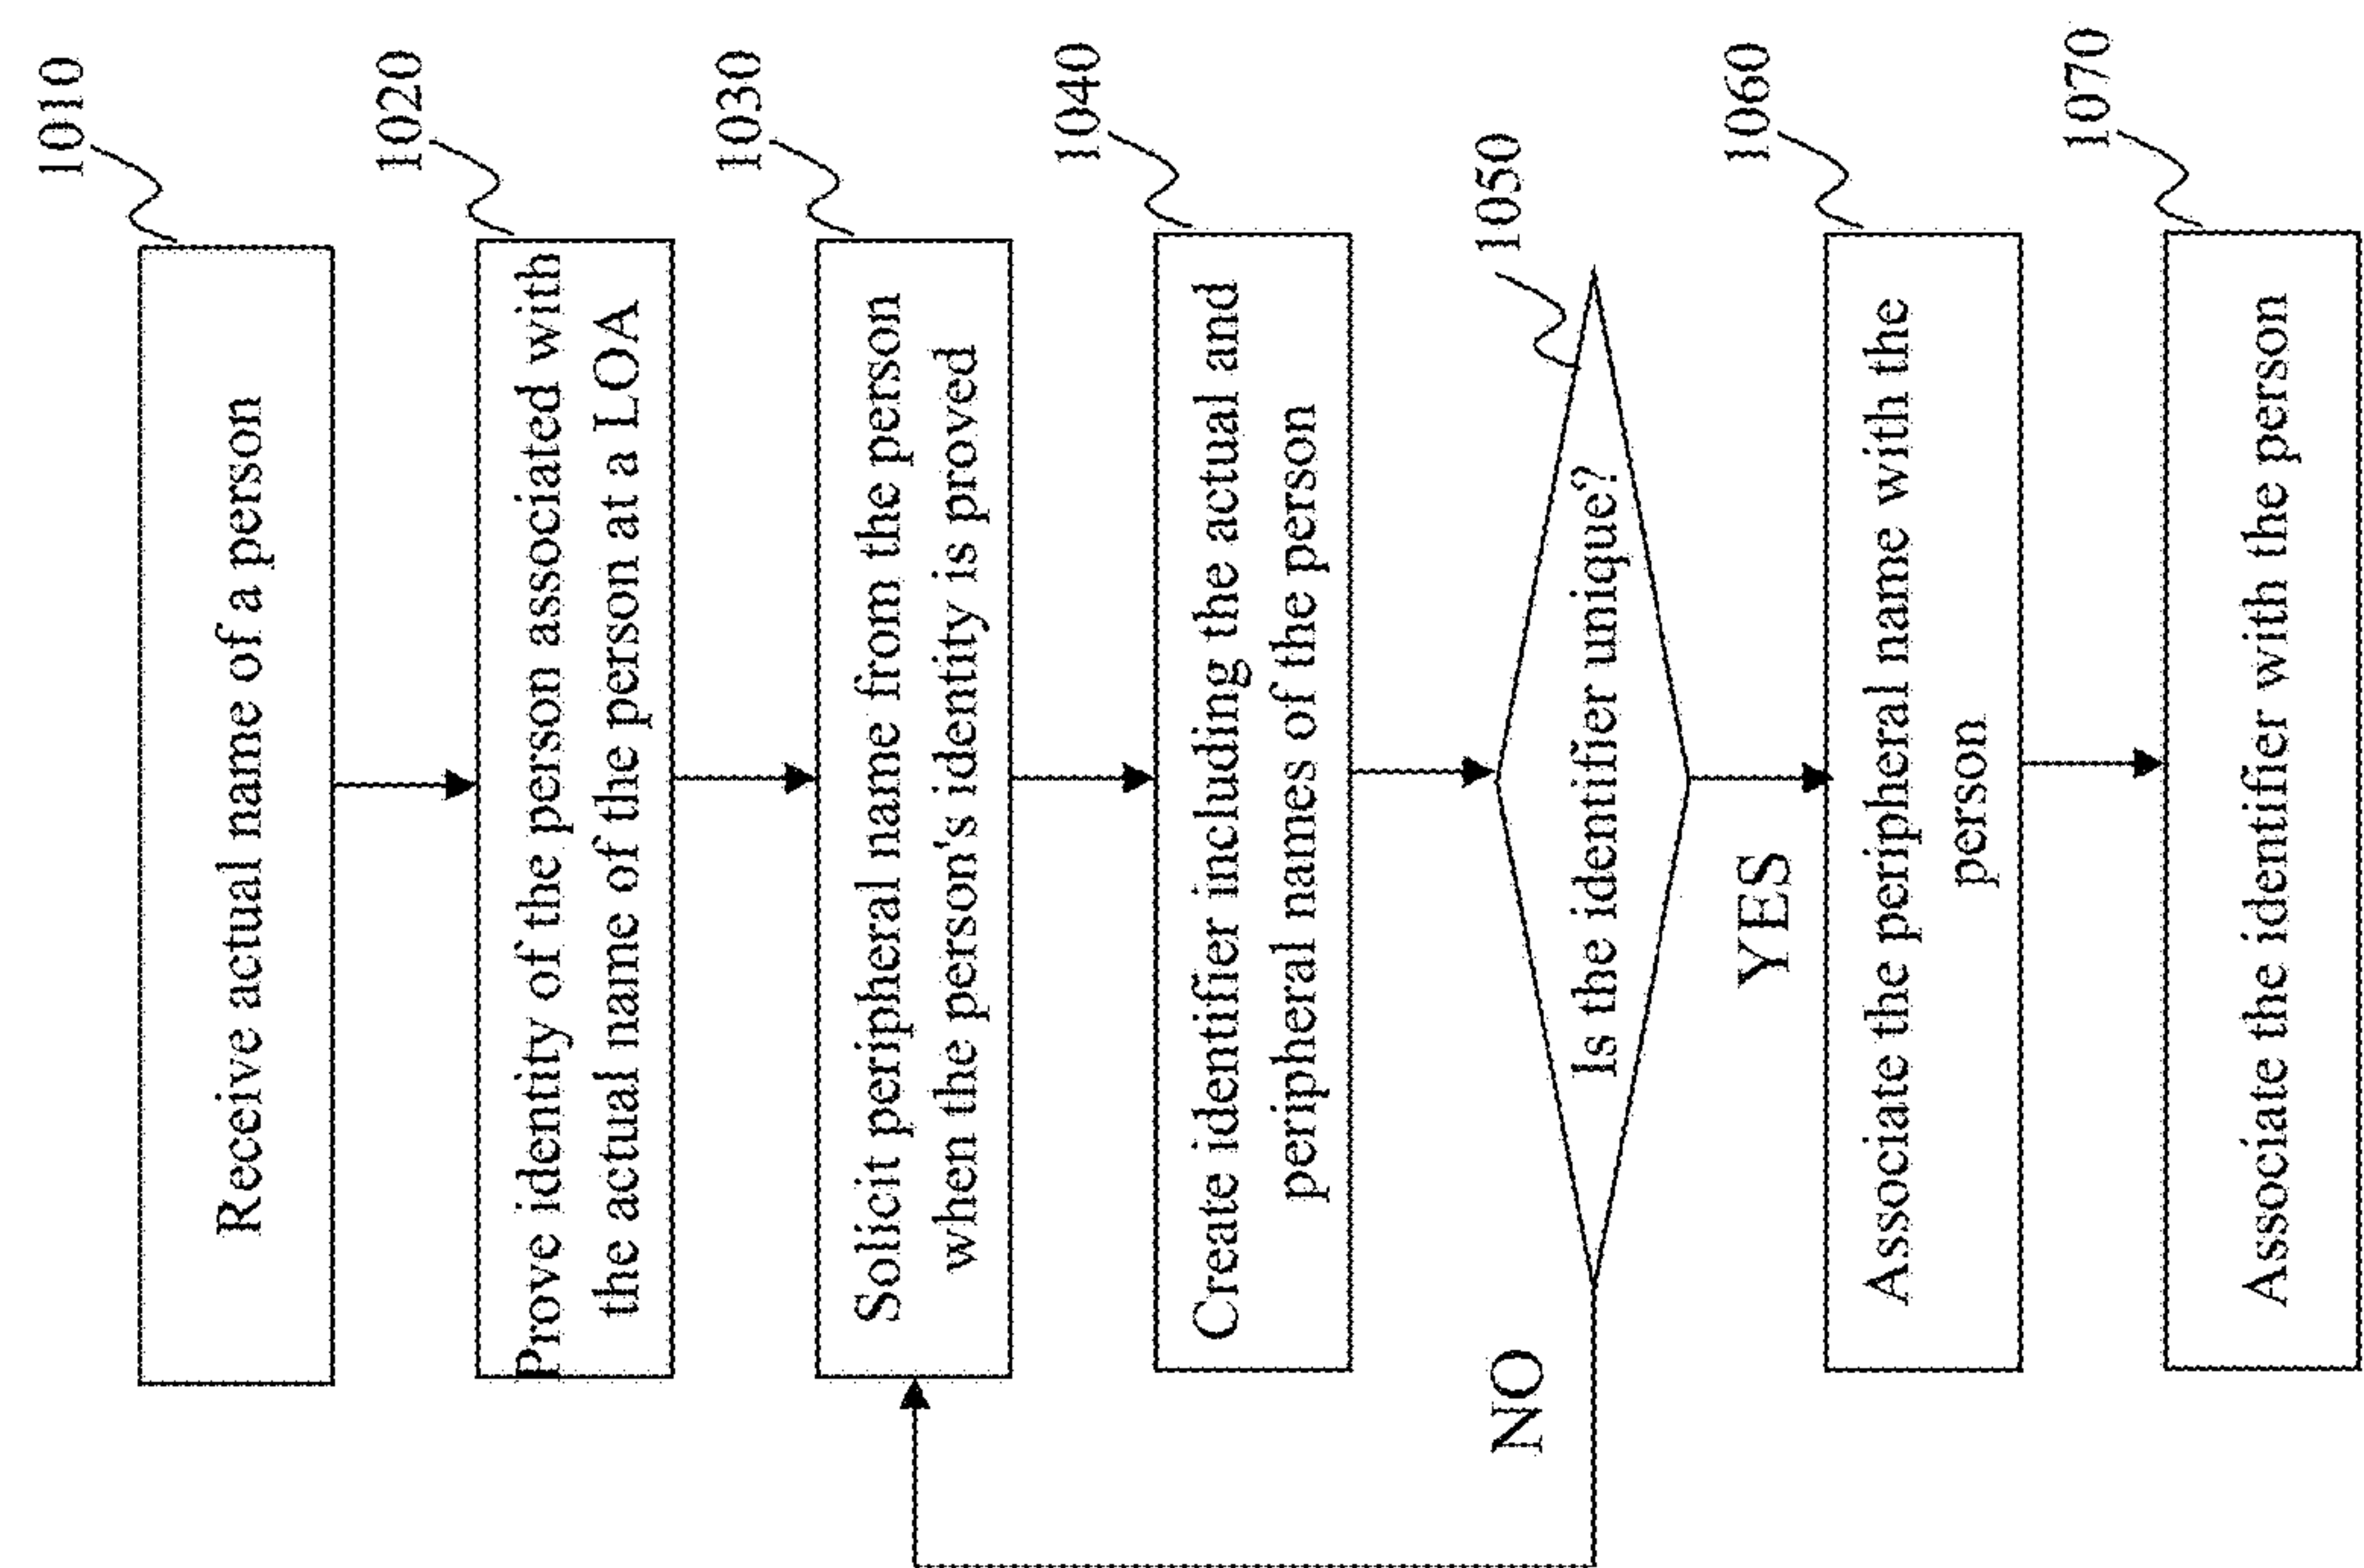 1010
Receive actual name of a person
1020
Prove identity of the person associated with
the actual name of the person at a LOA
1030
Solicit peripheral name from the person
when the person's identity is proved
1040
Create identifier including the actual and
peripheral names of the person
1050
Is the identifier unique?
NO
YES
1060
Associate the peripheral name with the
person
1070
Associate the identifier with the person